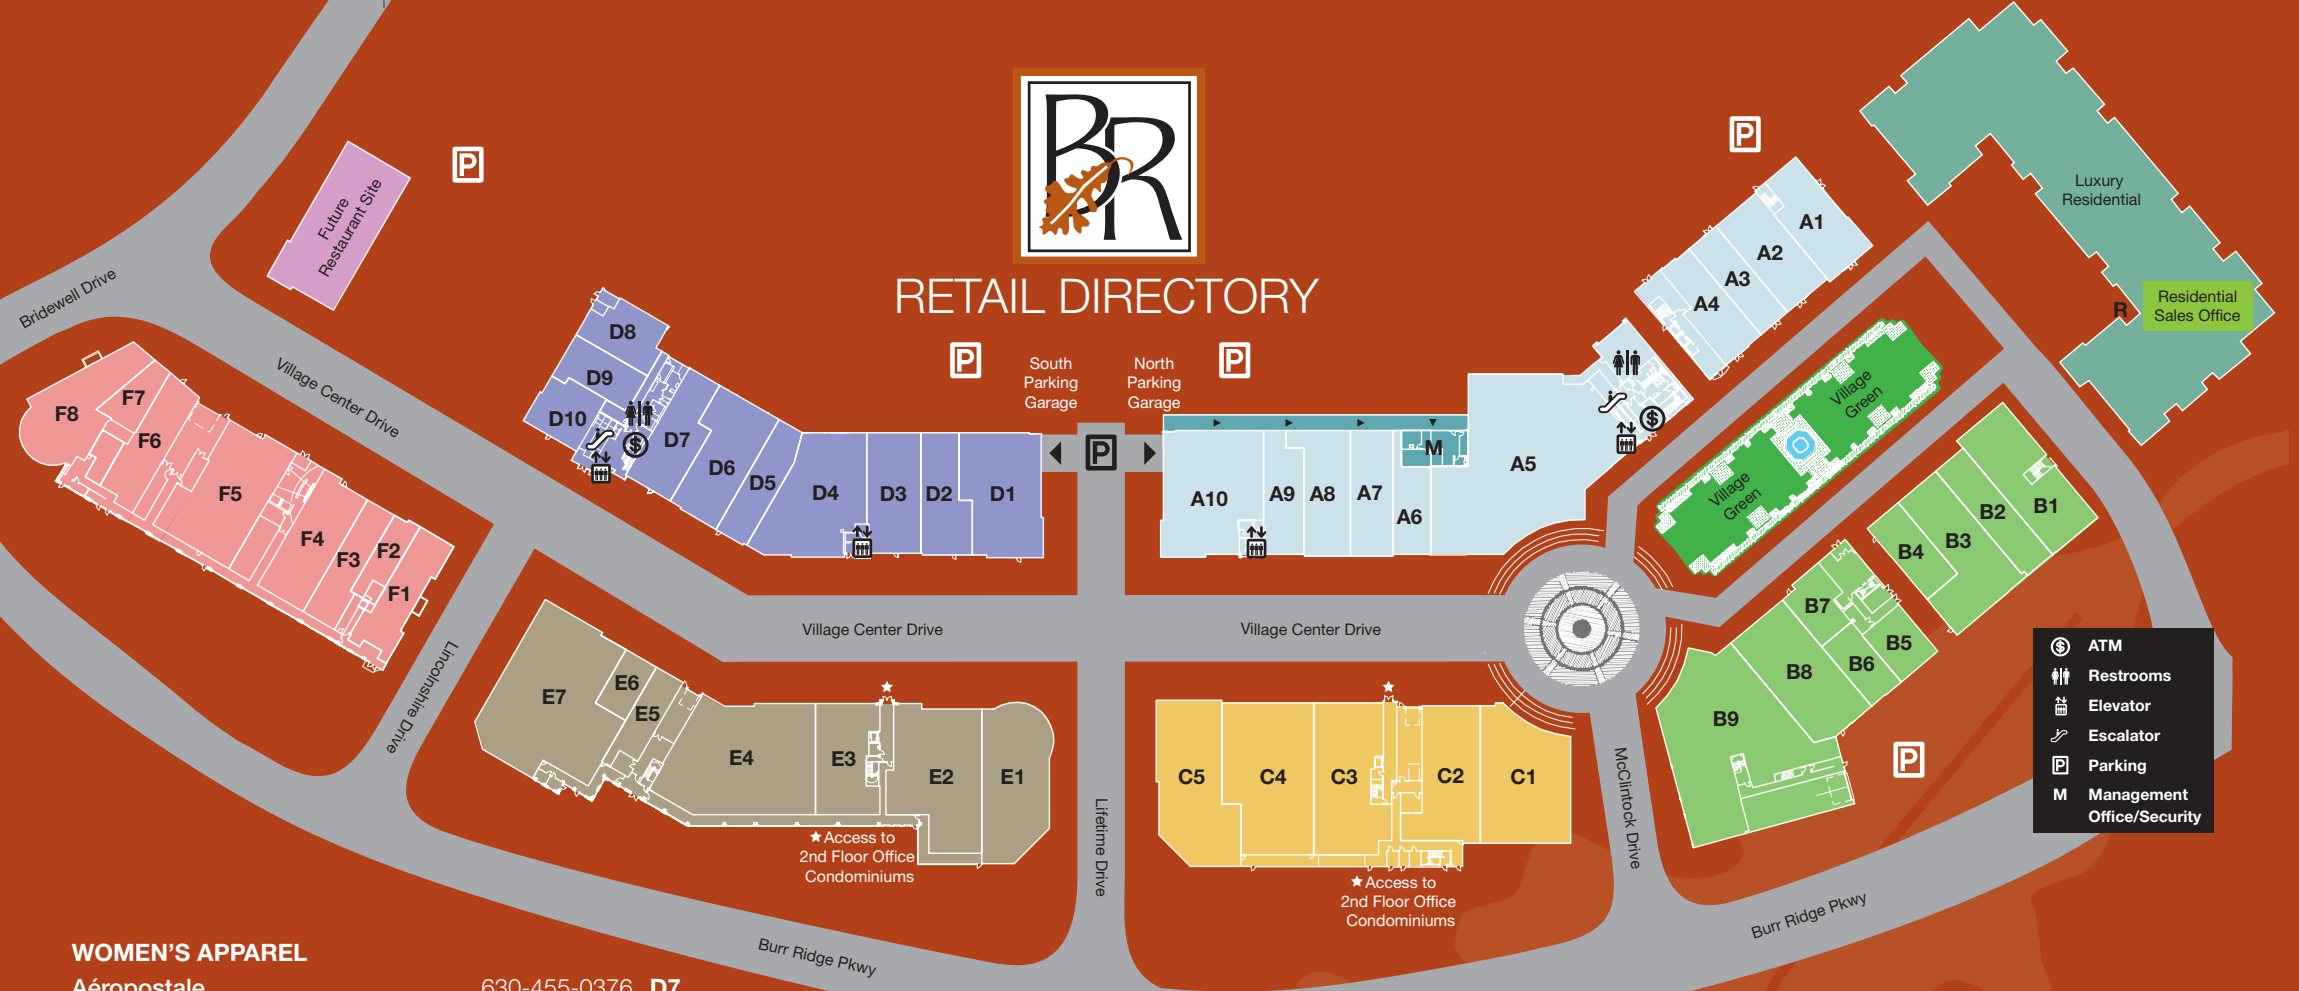 BR
RETAIL DIRECTORY
Future
Restaurant Site
P
Bridewell Drive
Village Center Drive
F8
F7
F6
F5
F4
F3
F2
F1
D8
D9
D10
D7
D6
D5
D4
D3
D2
D1
$
P
South
Parking
Garage
North
Parking
Garage
P
P
A10
A9
A8
A7
A6
M
A5
A4
A3
A2
A1
$
P
Luxury
Residential
R
Residential
Sales Office
Village
Green
Village
Green
B1
B2
B3
B4
B5
B6
B7
B8
B9
P
Village Center Drive
Village Center Drive
Lincolnshire Drive
E7
E6
E5
E4
E3
E2
E1
Access to
2nd Floor Office
Condominiums
Lifetime Drive
C5
C4
C3
C2
C1
Access to
2nd Floor Office
Condominiums
McClintock Drive
Burr Ridge Pkwy
Burr Ridge Pkwy
$ ATM
Restrooms
Elevator
Escalator
P Parking
M Management
Office/Security
WOMEN'S APPAREL
Aéropostale 630-455-0376 D7